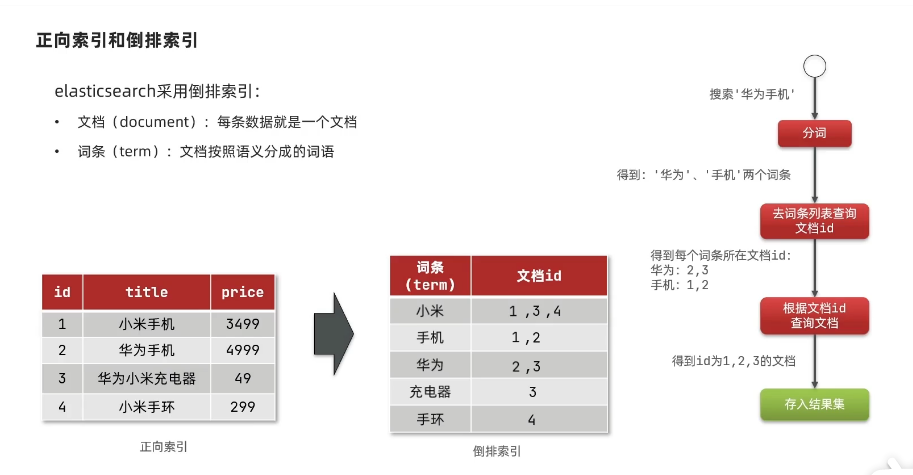 正向索引和倒排索引
elasticsearch采用倒排索引：
• 文档（document）：每条数据就是一个文档
• 词条（term）：文档按照语义分成的词语
id title price
1 小米手机 3499
2 华为手机 4999
3 华为小米充电器 49
4 小米手环 299
正向索引
词条
(term) 文档id
小米 1 ,3 ,4
手机 1 ,2
华为 2 ,3
充电器 3
手环 4
倒排索引
搜索'华为手机'
分词
得到：'华为'、'手机'两个词条
去词条列表查询
文档id
得到每个词条所在文档id:
华为: 2,3
手机: 1,2
根据文档id
查询文档
得到id为1,2,3的文档
存入结果集